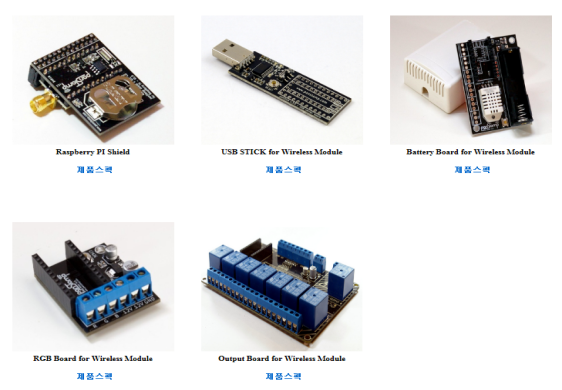 Raspberry PI Shield
USB STICK for Wireless Module
Battery Board for Wireless Module
제품스펙
제품스펙
제품스펙
RGB Board for Wireless Module
Output Board for Wireless Module
제품스펙
제품스펙